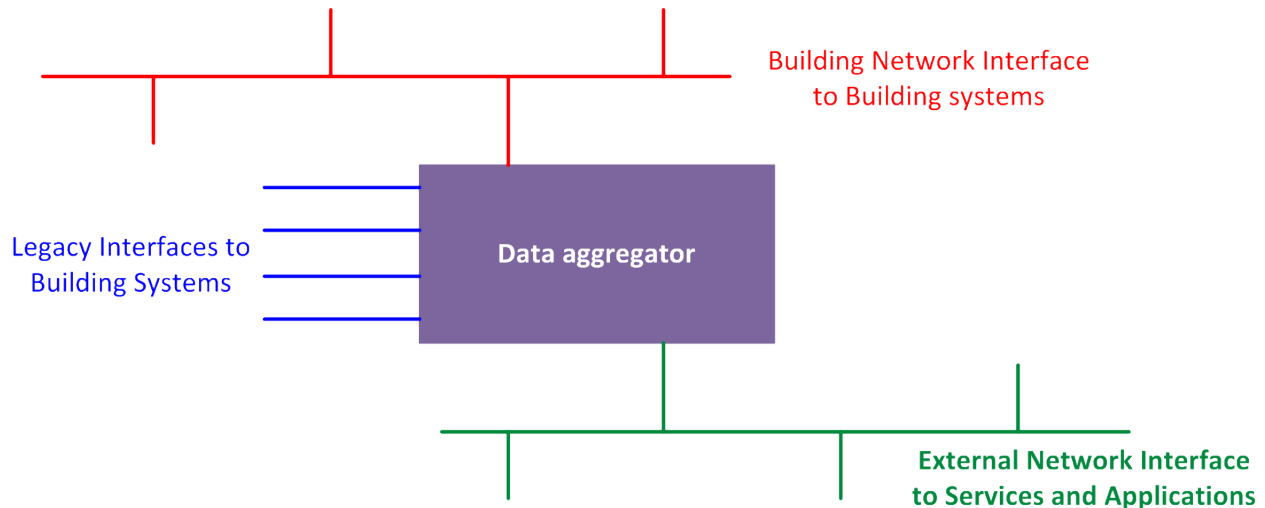 Building Network Interface
to Building systems
Legacy Interfaces to
Building Systems
Data aggregator
External Network Interface
to Services and Applications